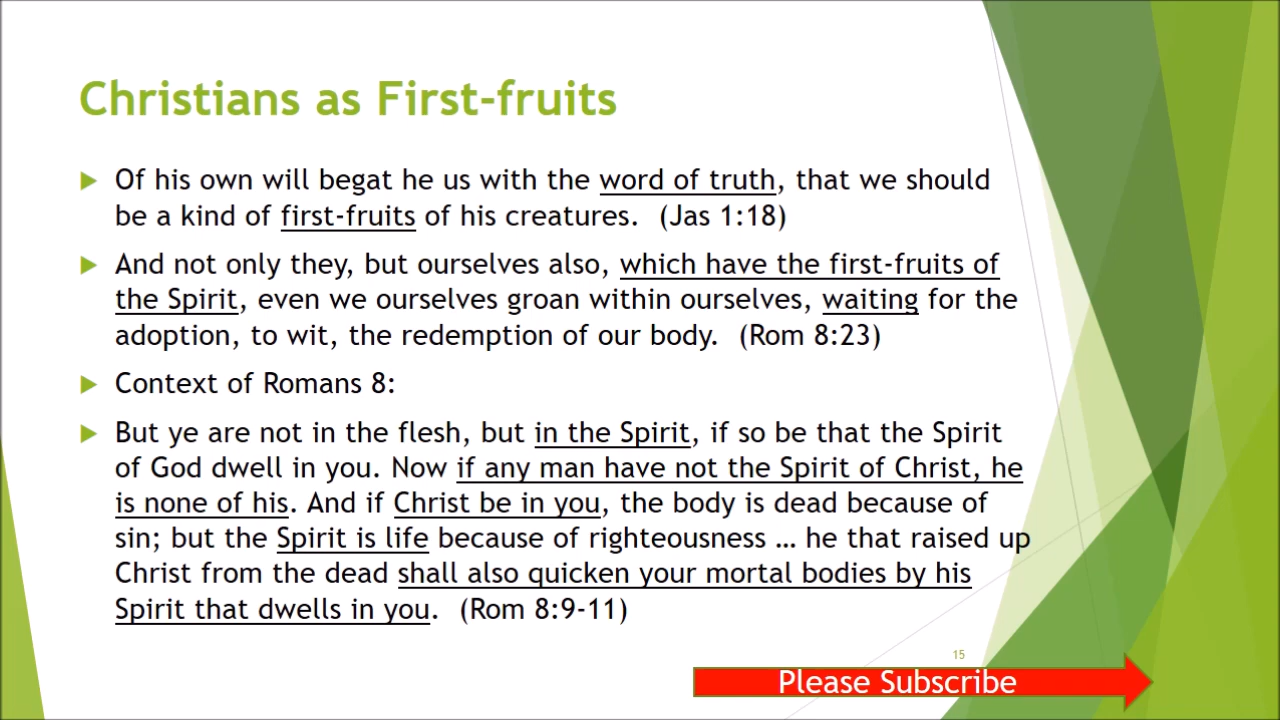 Christians as First-fruits
Of his own will begat he us with the word of truth, that we should
be a kind of first-fruits of his creatures. (Jas 1:18)
And not only they, but ourselves also, which have the first-fruits of
the Spirit, even we ourselves groan within ourselves, waiting for the
adoption, to wit, the redemption of our body. (Rom 8:23)
Context of Romans 8:
But ye are not in the flesh, but in the Spirit, if so be that the Spirit
of God dwell in you. Now if any man have not the Spirit of Christ, he
is none of his. And if Christ be in you, the body is dead because of
sin; but the Spirit is life because of righteousness … he that raised up
Christ from the dead shall also quicken your mortal bodies by his
Spirit that dwells in you. (Rom 8:9-11)
15
Please Subscribe